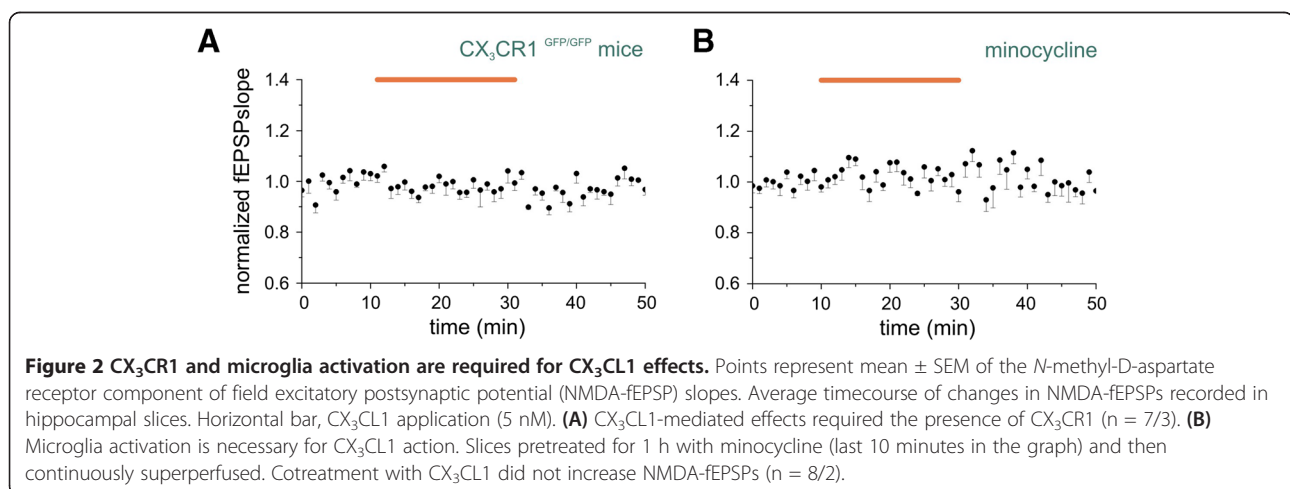 A
CX₃CR1 GFP/GFP mice
normalized fEPSPslope
1.4
1.2
1.0
0.8
0.6
0
10
20
30
40
50
time (min)
B
minocycline
1.4
1.2
1.0
0.8
0.6
0
10
20
30
40
50
time (min)
Figure 2 CX₃CR1 and microglia activation are required for CX₃CL1 effects. Points represent mean ± SEM of the N-methyl-D-aspartate
receptor component of field excitatory postsynaptic potential (NMDA-fEPSP) slopes. Average timecourse of changes in NMDA-fEPSPs recorded in
hippocampal slices. Horizontal bar, CX₃CL1 application (5 nM). (A) CX₃CL1-mediated effects required the presence of CX₃CR1 (n = 7/3). (B)
Microglia activation is necessary for CX₃CL1 action. Slices pretreated for 1 h with minocycline (last 10 minutes in the graph) and then
continuously superperfused. Cotreatment with CX₃CL1 did not increase NMDA-fEPSPs (n = 8/2).